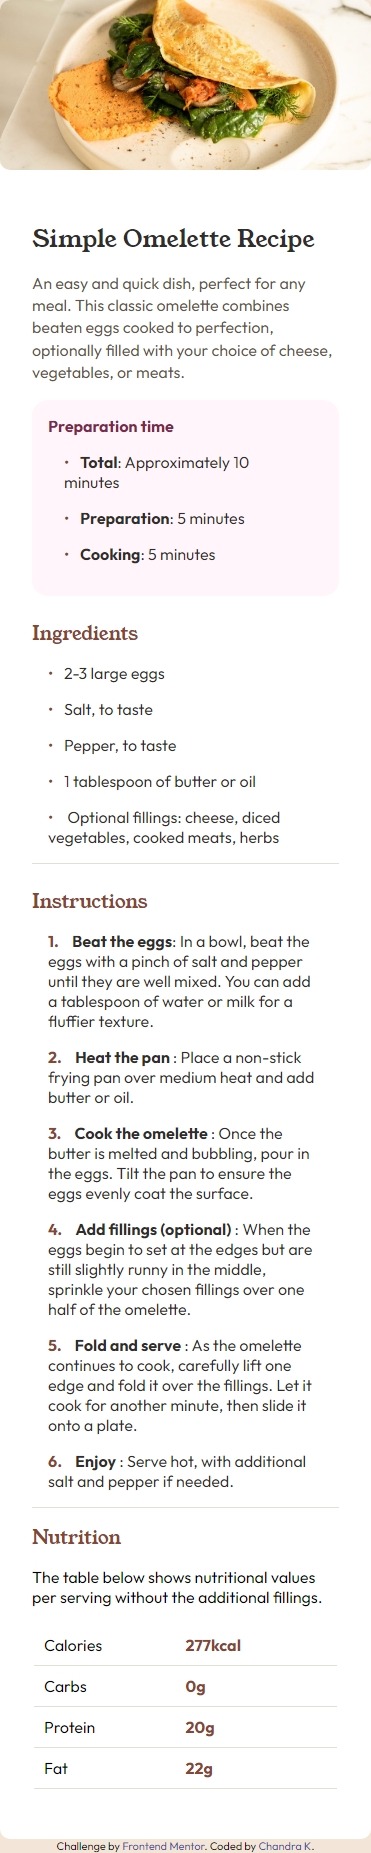 Simple Omelette Recipe
An easy and quick dish, perfect for any
meal. This classic omelette combines
beaten eggs cooked to perfection,
optionally filled with your choice of cheese,
vegetables, or meats.
Preparation time
• Total: Approximately 10
minutes
• Preparation: 5 minutes
• Cooking: 5 minutes
Ingredients
• 2-3 large eggs
• Salt, to taste
• Pepper, to taste
• 1 tablespoon of butter or oil
• Optional fillings: cheese, diced
vegetables, cooked meats, herbs
Instructions
1. Beat the eggs: In a bowl, beat the
eggs with a pinch of salt and pepper
until they are well mixed. You can add
a tablespoon of water or milk for a
fluffier texture.
2. Heat the pan : Place a non-stick
frying pan over medium heat and add
butter or oil.
3. Cook the omelette : Once the
butter is melted and bubbling, pour in
the eggs. Tilt the pan to ensure the
eggs evenly coat the surface.
4. Add fillings (optional) : When the
eggs begin to set at the edges but are
still slightly runny in the middle,
sprinkle your chosen fillings over one
half of the omelette.
5. Fold and serve : As the omelette
continues to cook, carefully lift one
edge and fold it over the fillings. Let it
cook for another minute, then slide it
onto a plate.
6. Enjoy : Serve hot, with additional
salt and pepper if needed.
Nutrition
The table below shows nutritional values
per serving without the additional fillings.
Calories 277kcal
Carbs 0g
Protein 20g
Fat 22g
Challenge by Frontend Mentor. Coded by Chandra K.